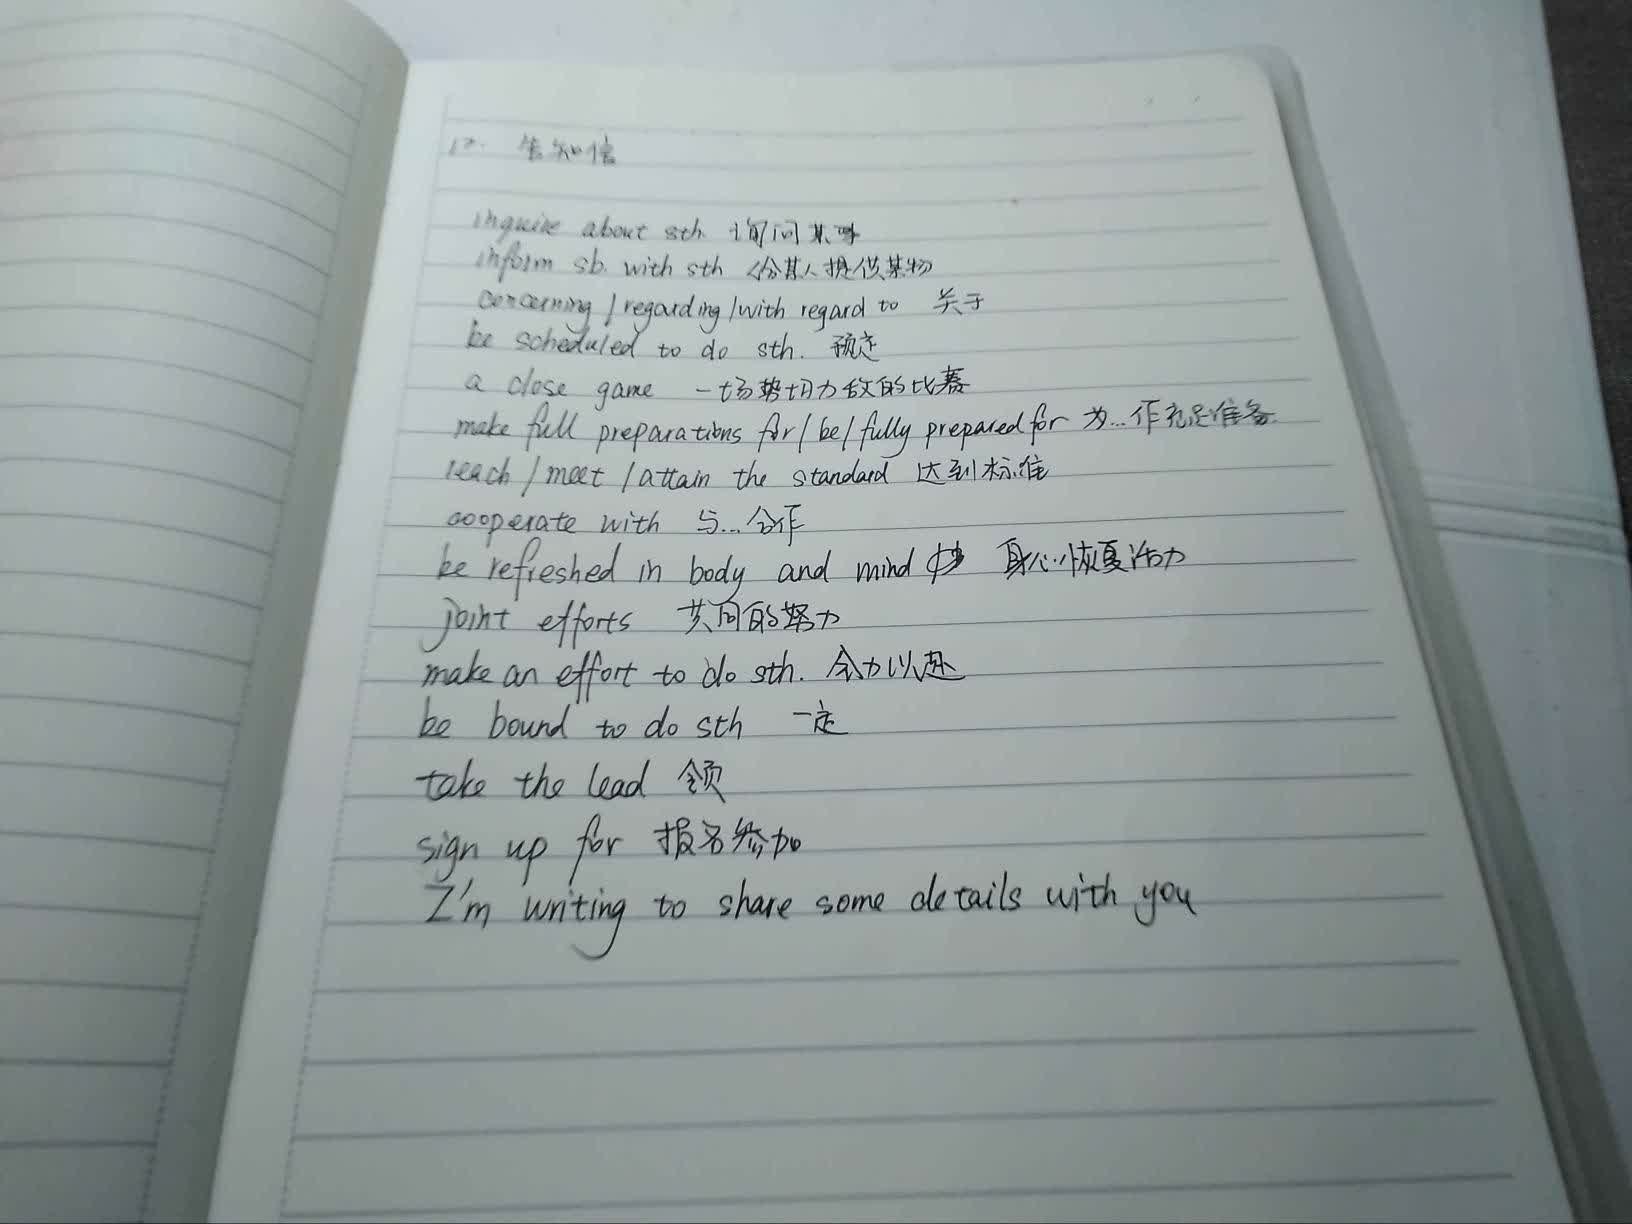 12. 告知信
inquire about sth. 询问某事
inform sb. with sth 给某人提供某物
concerning / regarding / with regard to 关于
be scheduled to do sth. 预定
a close game 一场势均力敌的比赛
make full preparations for / be / fully prepared for 为...作充足准备
reach / meet / attain the standard 达到标准
cooperate with 与...合作
be refreshed in body and mind 身心恢复活力
joint efforts 共同的努力
make an effort to do sth. 全力以赴
be bound to do sth 一定
take the lead 领
sign up for 报名参加
I'm writing to share some details with you